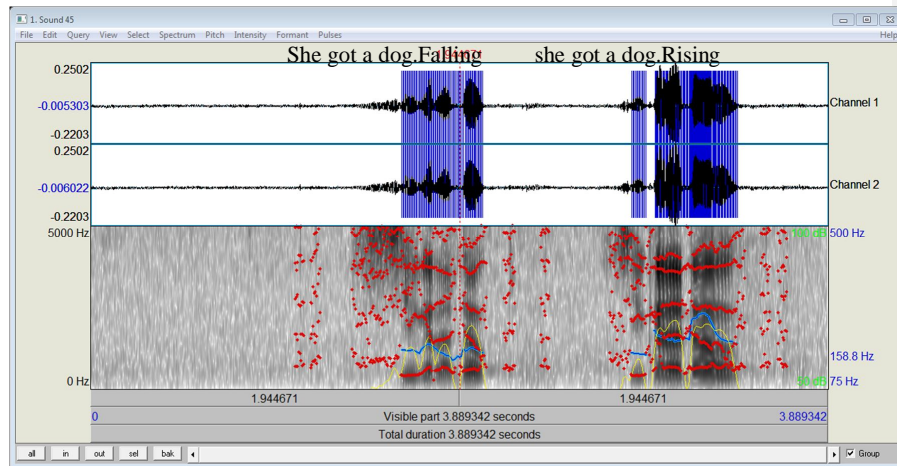 1. Sound 45
File Edit Query View Select Spectrum Pitch Intensity Formant Pulses Help
She got a dog.Falling she got a dog.Rising
1.944671
0.2502
-0.005303
-0.2203
Channel 1
0.2502
-0.006022
-0.2203
Channel 2
5000 Hz
100 dB 500 Hz
158.8 Hz
0 Hz
50 dB 75 Hz
1.944671 1.944671
0 Visible part 3.889342 seconds 3.889342
Total duration 3.889342 seconds
all in out sel bak Group